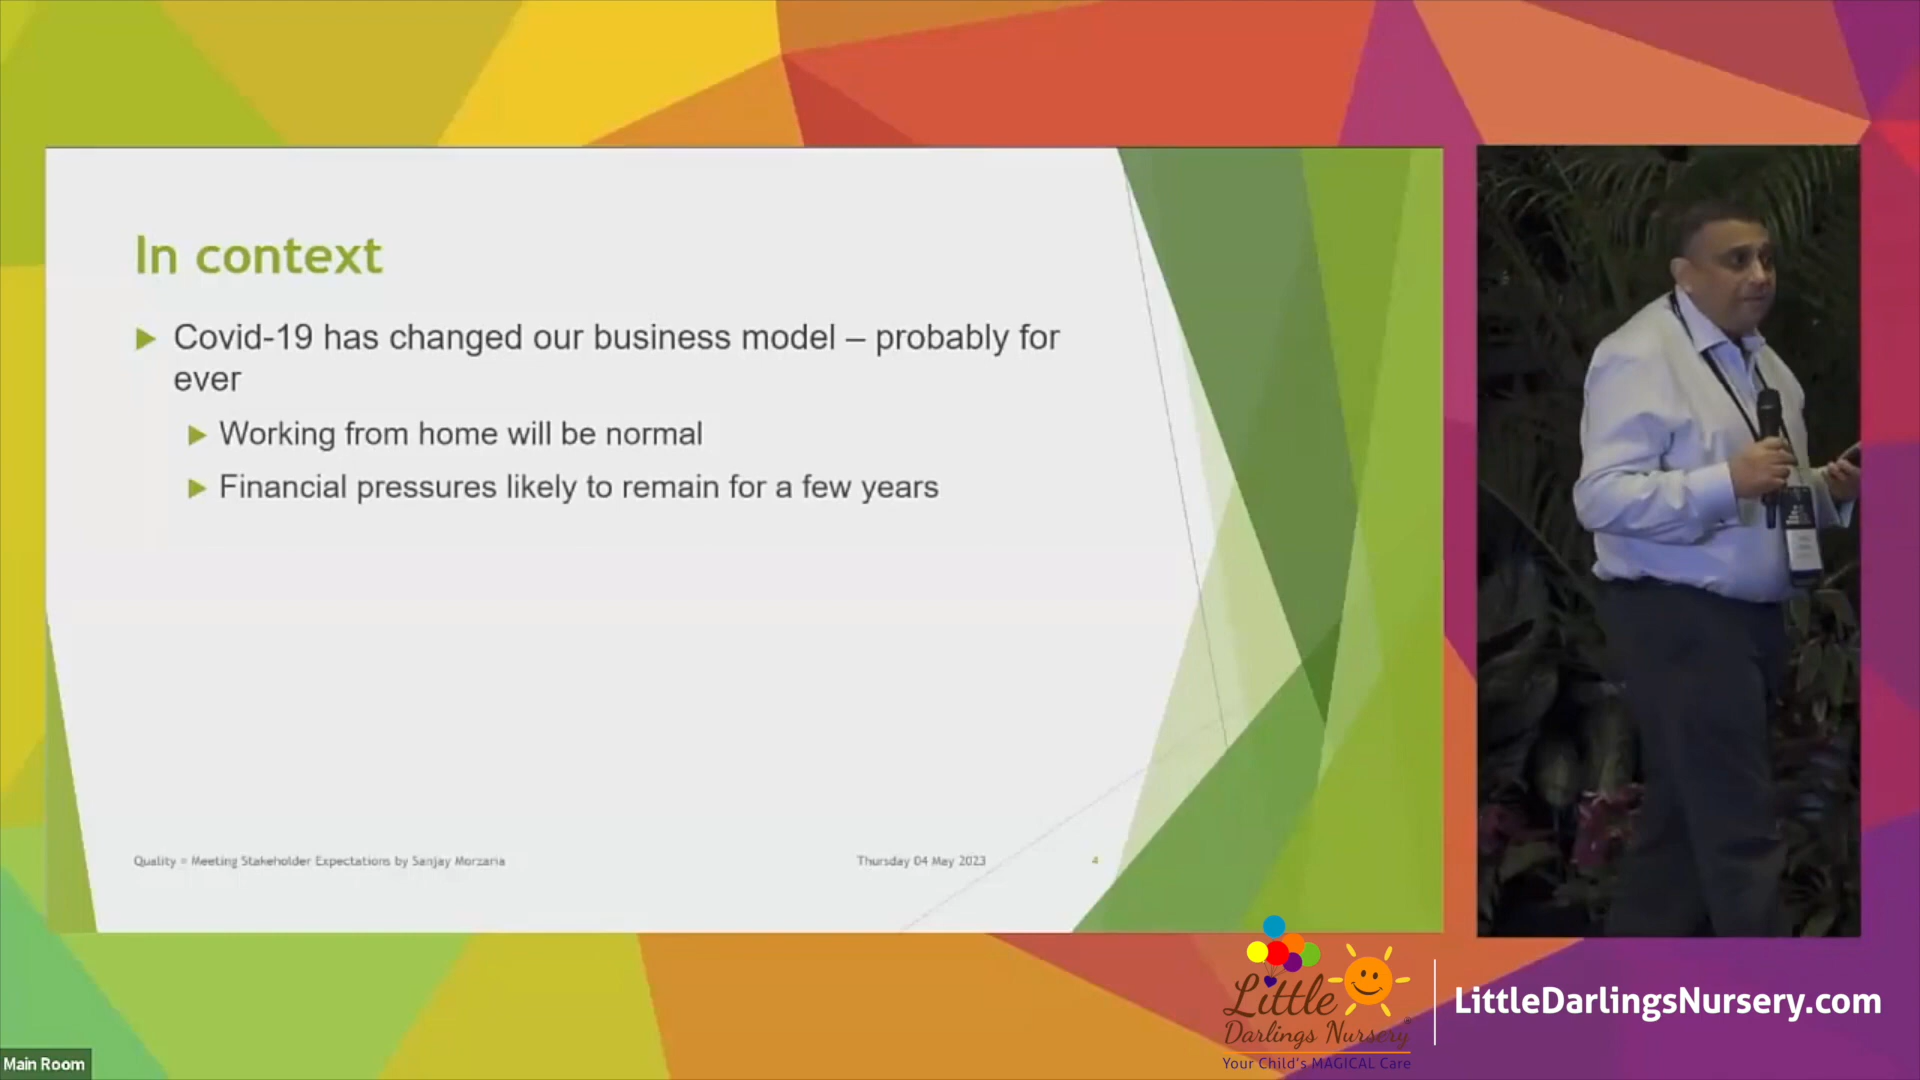 In context
Covid-19 has changed our business model – probably for
ever
Working from home will be normal
Financial pressures likely to remain for a few years
Quality = Meeting Stakeholder Expectations by Sanjay Morzaria
Thursday 04 May 2023
4
Little
Darlings Nursery®
Your Child's MAGICAL Care
LittleDarlingsNursery.com
Main Room